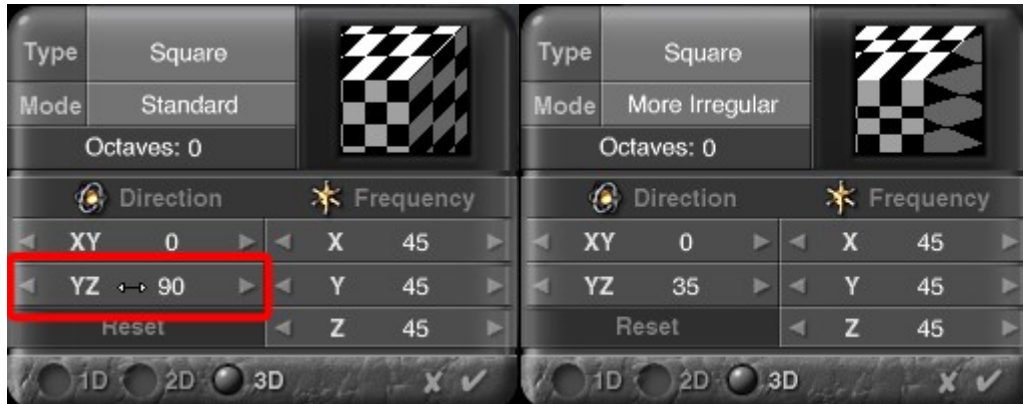 Type Square
Mode Standard
Octaves: 0
Direction Frequency
XY 0 X 45
YZ 90 Y 45
Reset Z 45
1D 2D 3D
Type Square
Mode More Irregular
Octaves: 0
Direction Frequency
XY 0 X 45
YZ 35 Y 45
Reset Z 45
1D 2D 3D